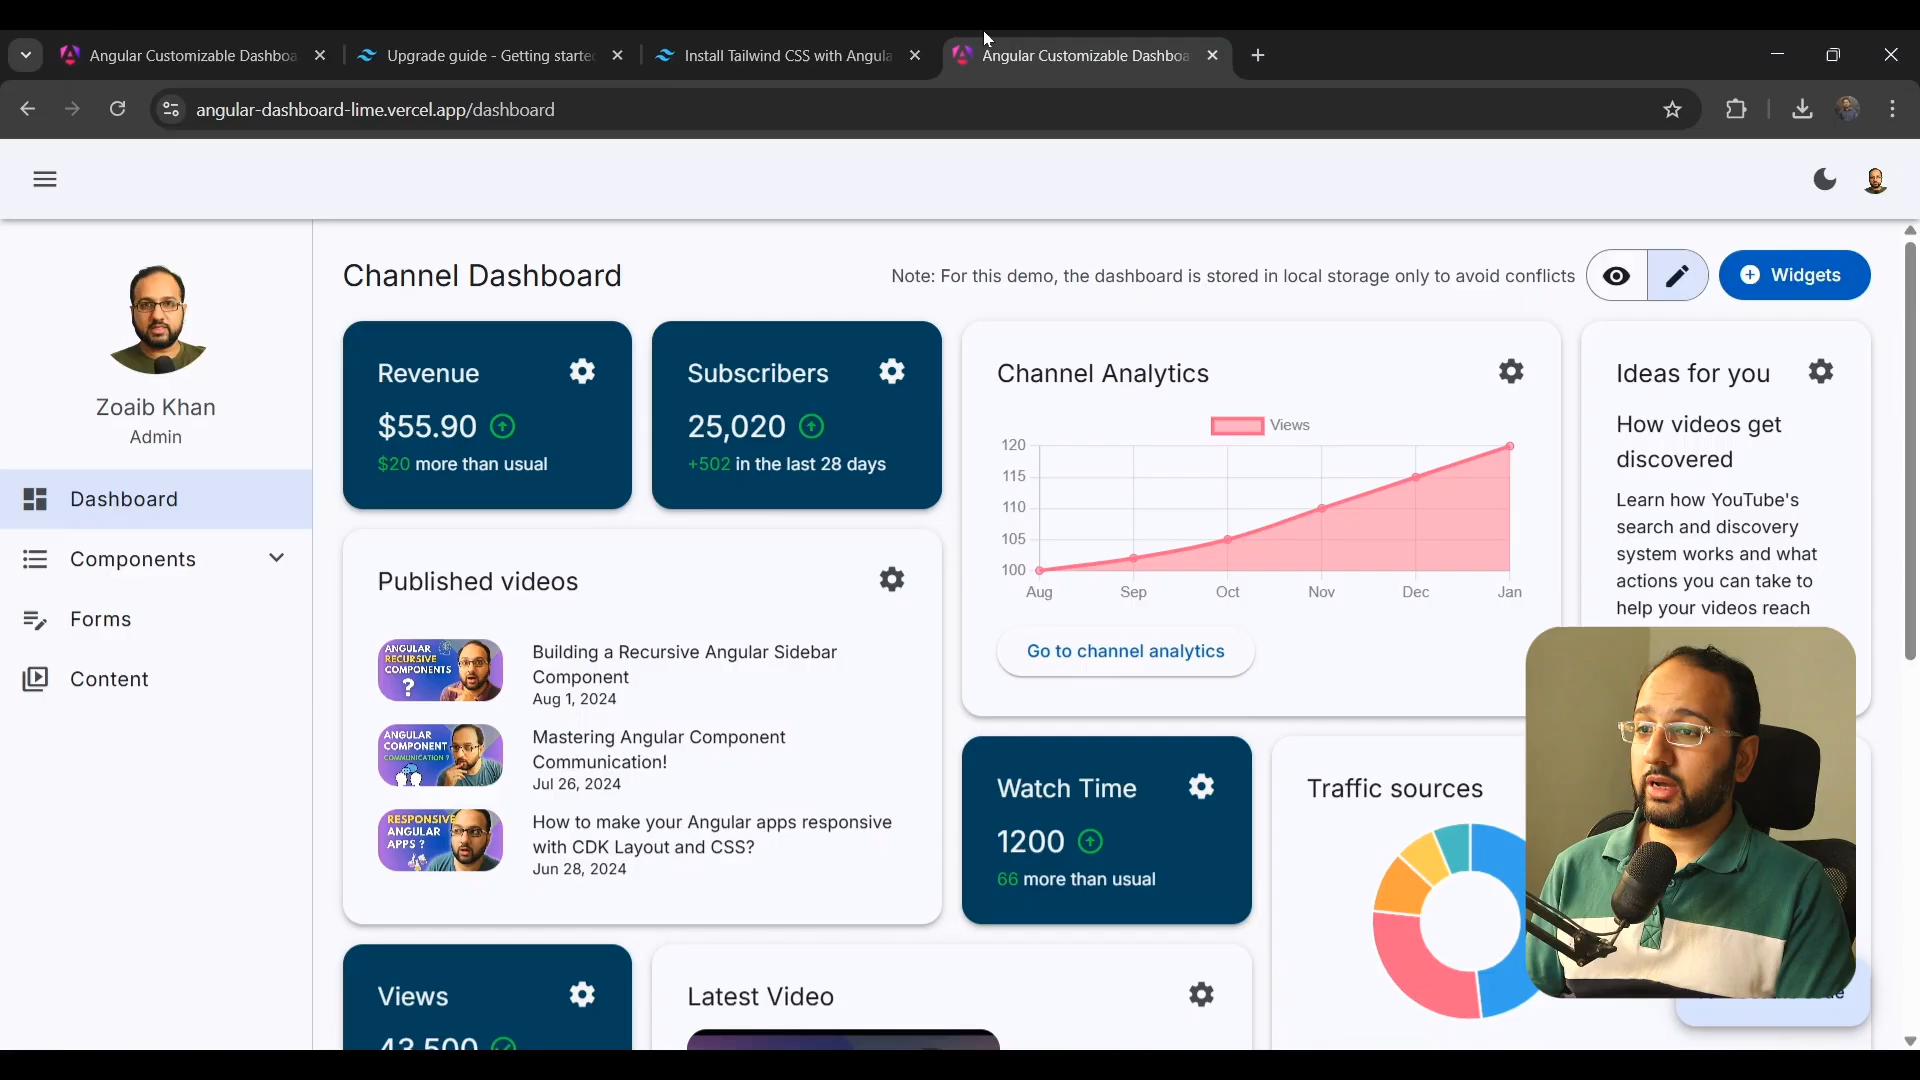 Angular Customizable Dashboa
Upgrade guide - Getting starte
Install Tailwind CSS with Angula
Angular Customizable Dashboa
angular-dashboard-lime.vercel.app/dashboard
Zoaib Khan
Admin
Dashboard
Components
Forms
Content
Channel Dashboard
Note: For this demo, the dashboard is stored in local storage only to avoid conflicts
Widgets
Revenue
$55.90
$20 more than usual
Subscribers
25,020
+502 in the last 28 days
Channel Analytics
Views
120
115
110
105
100
Aug Sep Oct Nov Dec Jan
Go to channel analytics
Ideas for you
How videos get
discovered
Learn how YouTube's
search and discovery
system works and what
actions you can take to
help your videos reach
Published videos
ANGULAR
RECURSIVE
COMPONENTS
?
Building a Recursive Angular Sidebar
Component
Aug 1, 2024
ANGULAR
COMPONENT
COMMUNICATION ?
Mastering Angular Component
Communication!
Jul 26, 2024
RESPONSIVE
ANGULAR
APPS ?
How to make your Angular apps responsive
with CDK Layout and CSS?
Jun 28, 2024
Watch Time
1200
66 more than usual
Traffic sources
Views
43,500
Latest Video